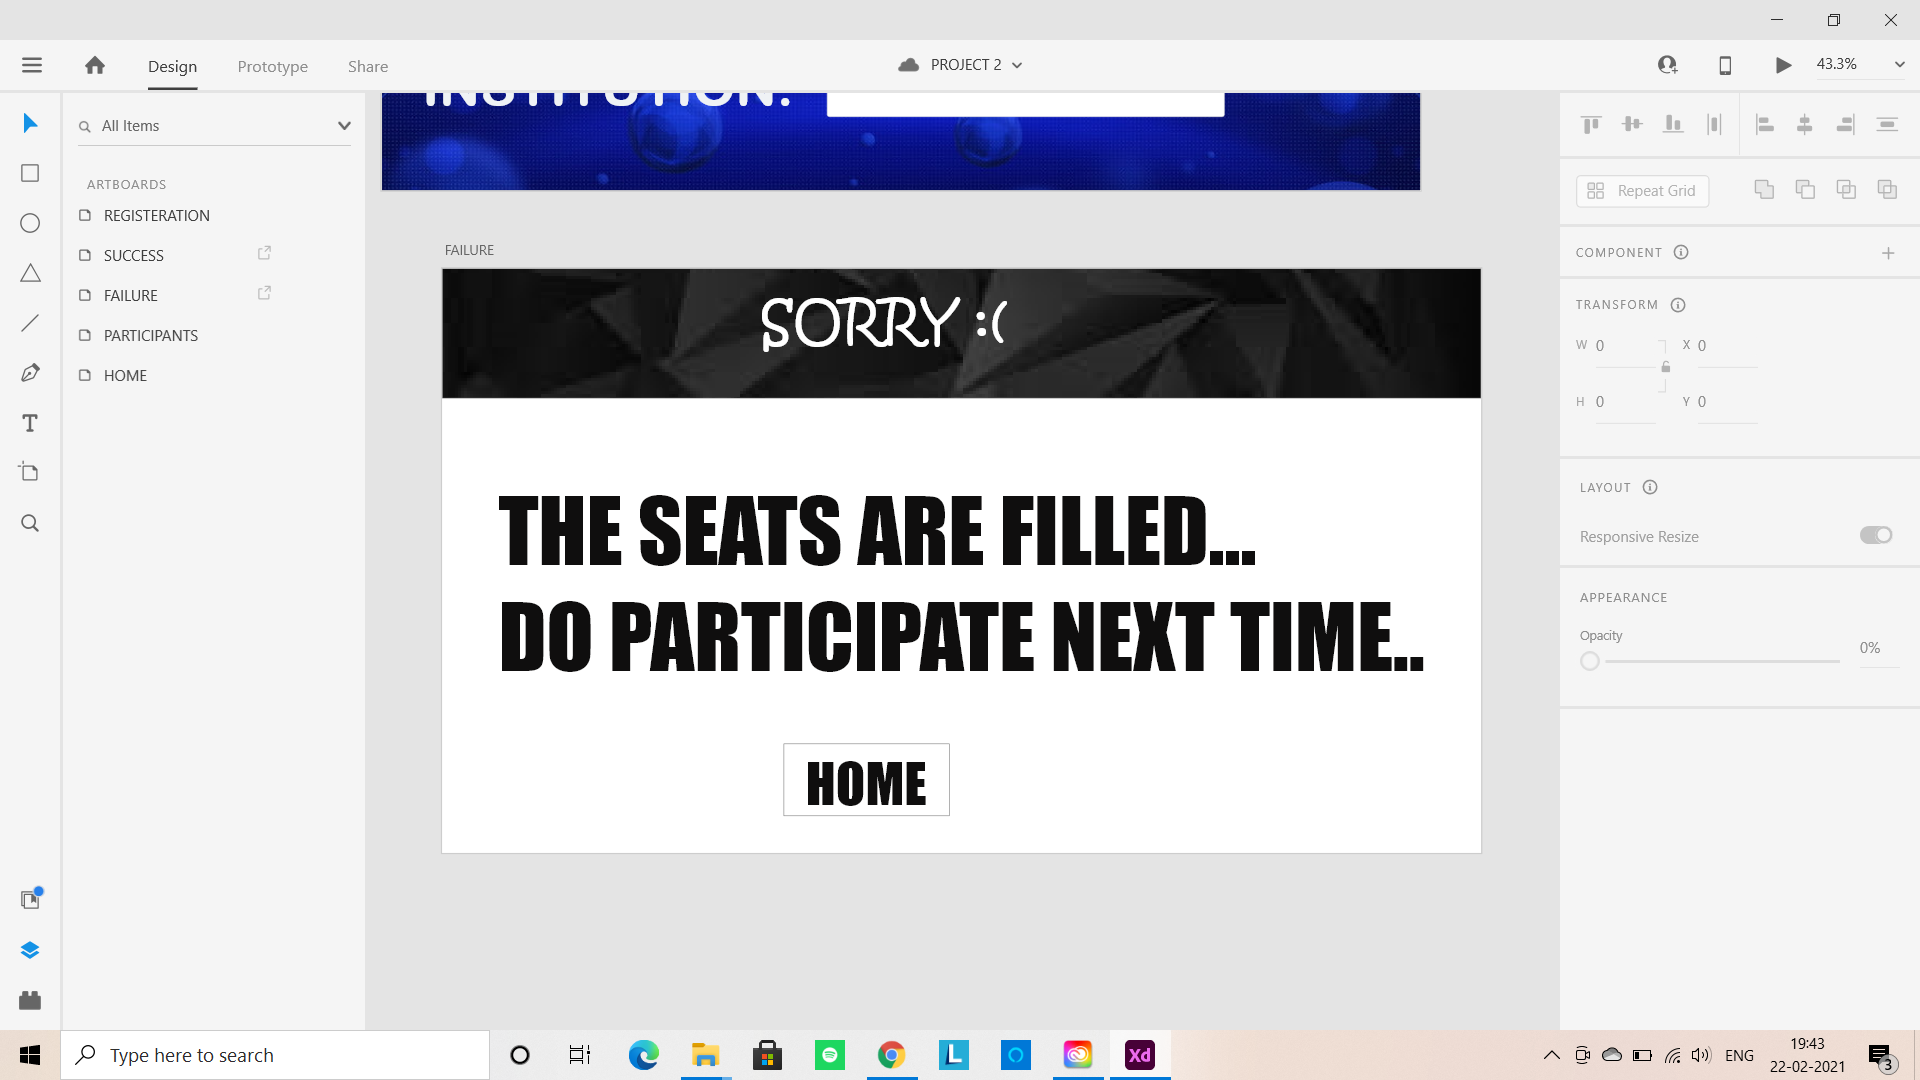 Design
Prototype
Share
PROJECT 2
43.3%
All Items
ARTBOARDS
REGISTERATION
SUCCESS
FAILURE
PARTICIPANTS
HOME
INSTITUTION:
FAILURE
SORRY :(
THE SEATS ARE FILLED...
DO PARTICIPATE NEXT TIME..
HOME
Repeat Grid
COMPONENT
TRANSFORM
W 0
X 0
H 0
Y 0
LAYOUT
Responsive Resize
APPEARANCE
Opacity
0%
Type here to search
L
Xd
ENG
19:43
22-02-2021
3